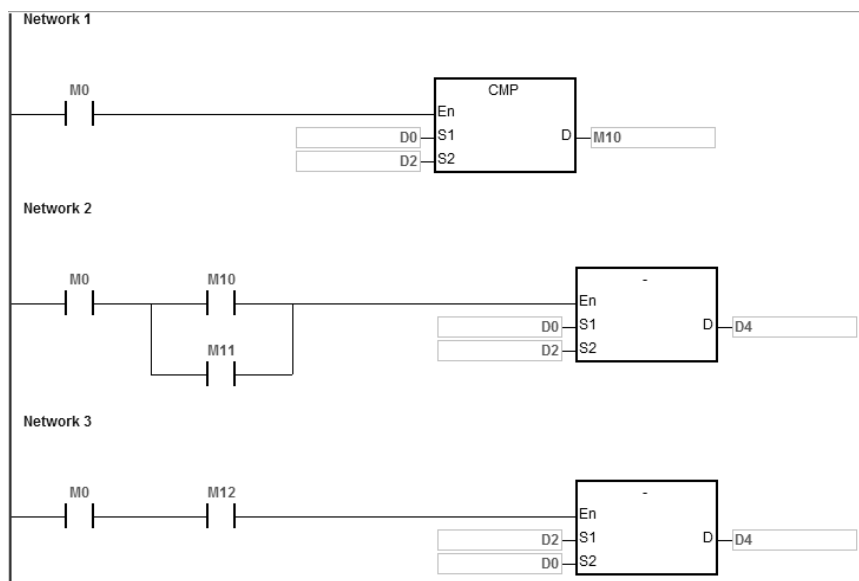 Network 1
M0
CMP
En
D0 S1 D M10
D2 S2
Network 2
M0 M10
-
En
D0 S1 D D4
M11
D2 S2
Network 3
M0 M12
-
En
D2 S1 D D4
D0 S2